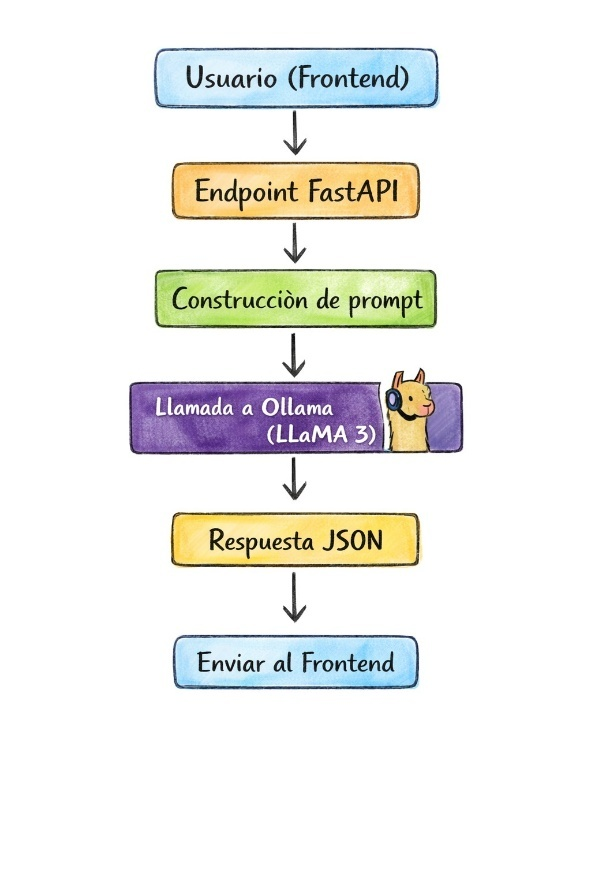 Usuario (Frontend)
Endpoint FastAPI
Construcciòn de prompt
Llamada a Ollama
(LLaMA 3)
Respuesta JSON
Enviar al Frontend